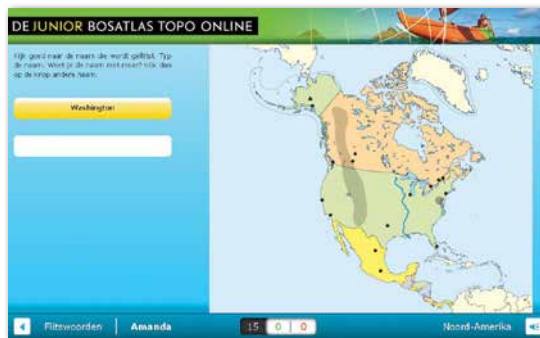 DE JUNIOR BOSATLAS TOPO ONLINE
Kijk goed naar de naam die wordt geflitst. Typ
de naam. Weet je de naam niet meer? Klik dan
op de knop andere naam.
Washington
Flitswoorden Amanda 15 0 0 Noord-Amerika